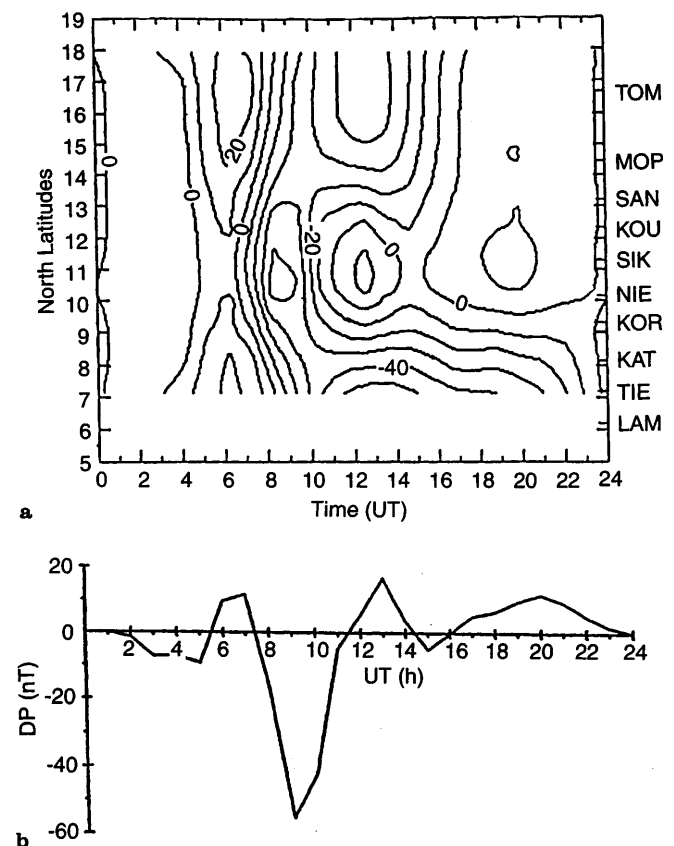 19
18
17
16
15
14
13
12
11
10
9
8
7
6
5
North Latitudes
0
0
20
0
-20
0
0
-40
TOM
MOP
SAN
KOU
SIK
NIE
KOR
KAT
TIE
LAM
0 2 4 6 8 10 12 14 16 18 20 22 24
Time (UT)
a
20
0
-20
-40
-60
DP (nT)
2 4 6 8 10 12 14 16 18 20 22 24
UT (h)
b